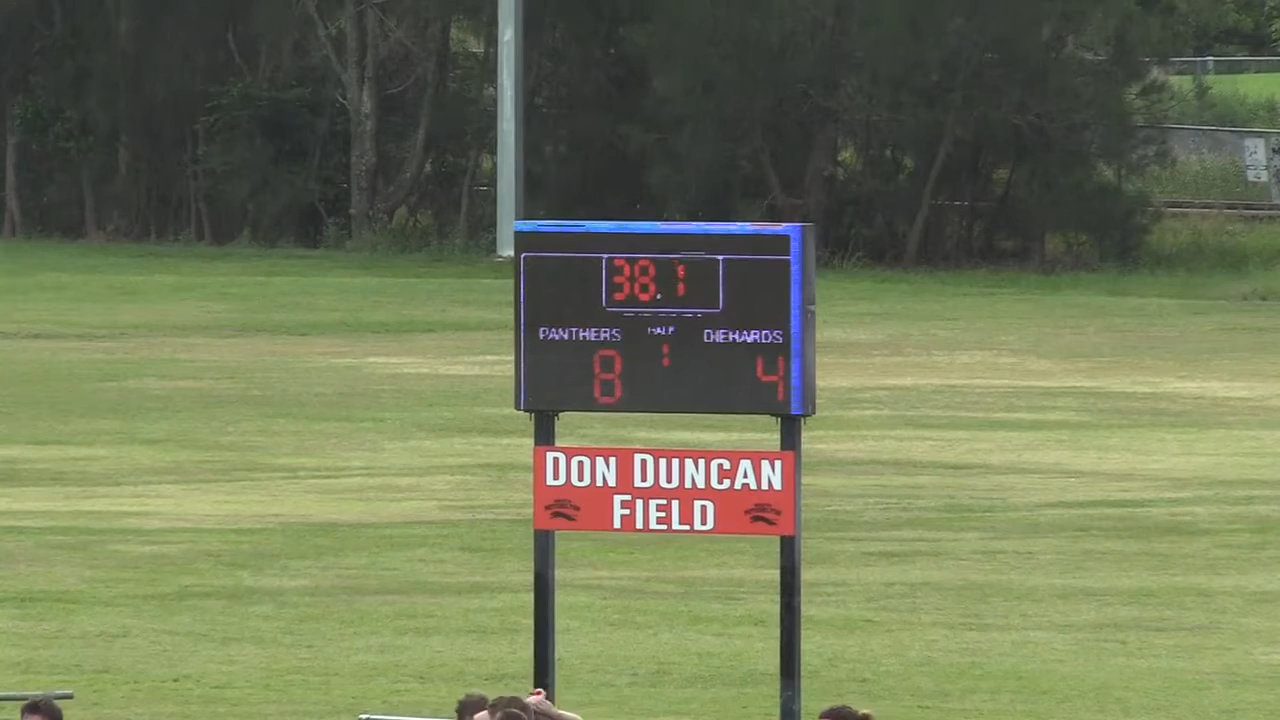 38.1
PANTHERS HALF DIEHARDS
8 1 4
DON DUNCAN
FIELD